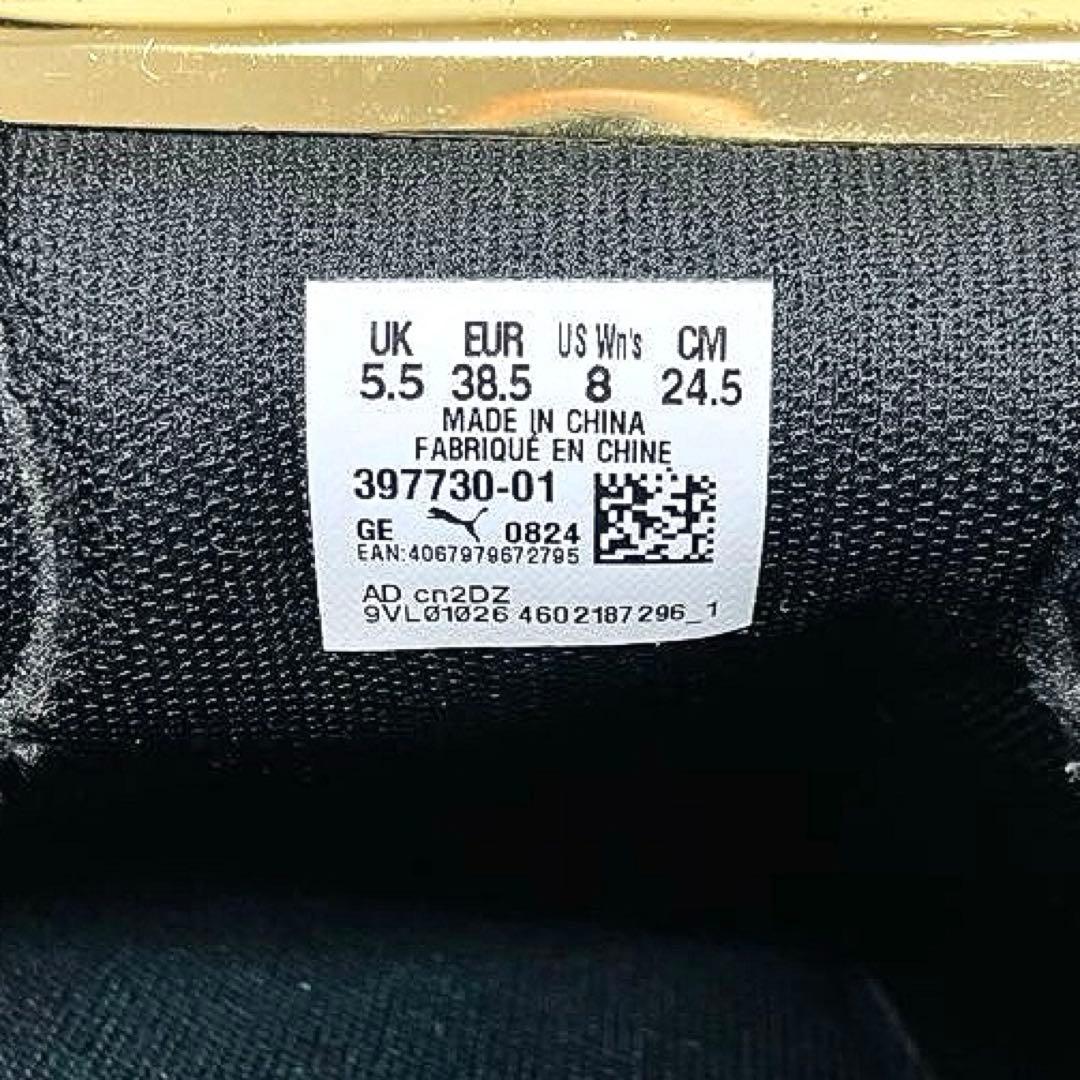 UK EUR US Wn's CM
5.5 38.5 8 24.5
MADE IN CHINA
FABRIQUÉ EN CHINE
397730-01
GE 0824
EAN:4067979672795
AD cn2DZ
9VL01026 4602187296_1